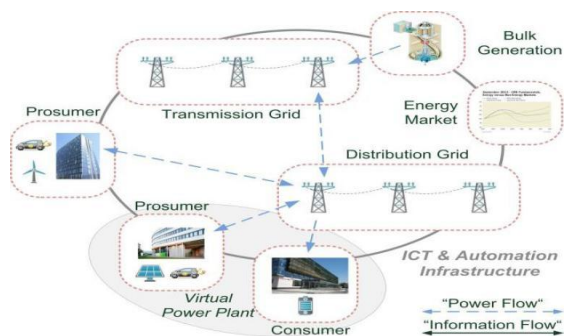 Bulk
Generation
Transmission Grid
Prosumer
Energy
Market
Distribution Grid
Prosumer
ICT & Automation
Infrastructure
Virtual
Power Plant
Consumer
"Power Flow"
"Information Flow"